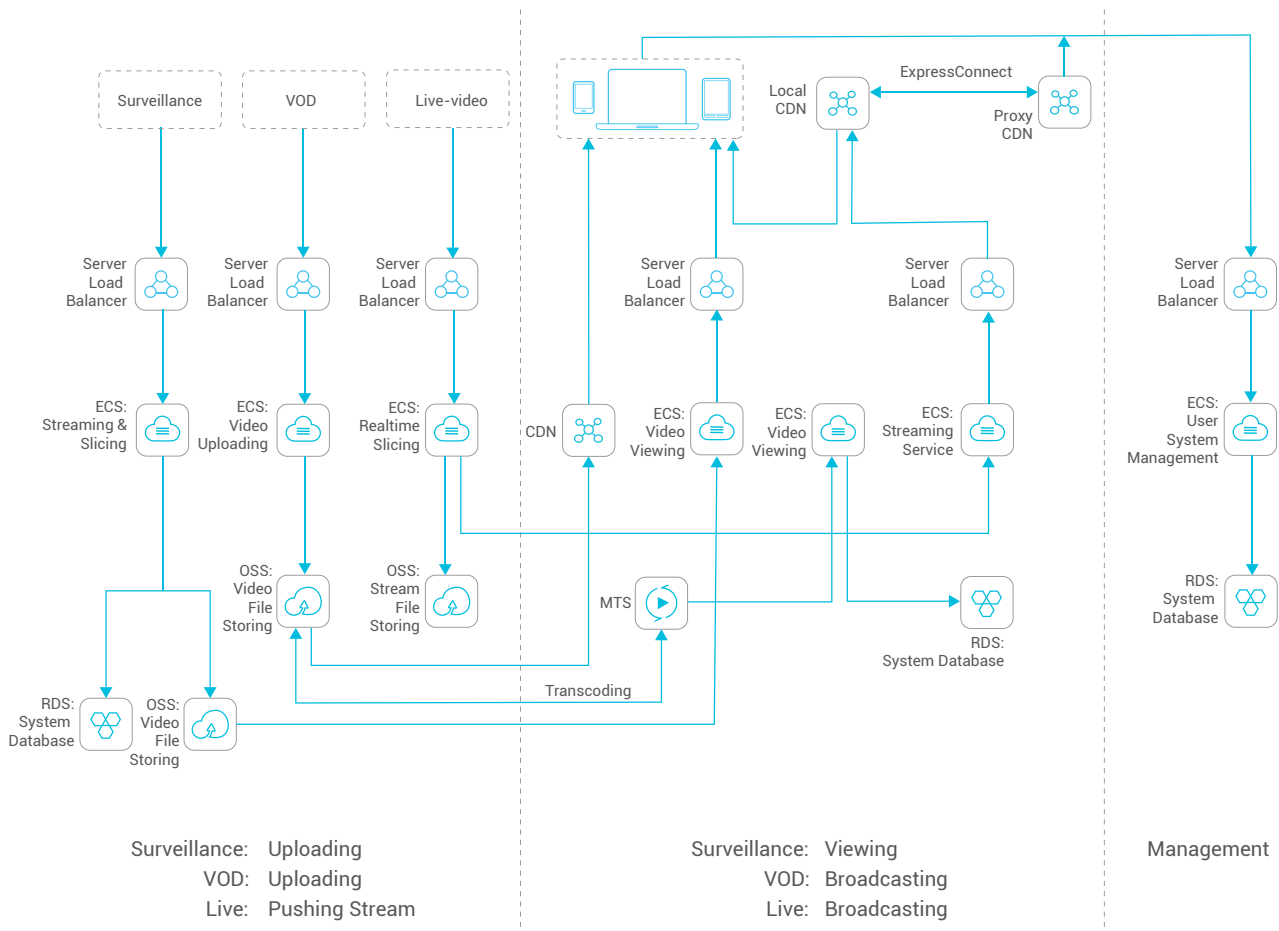 Surveillance
VOD
Live-video
Local
CDN
ExpressConnect
Proxy
CDN
Server
Load
Balancer
Server
Load
Balancer
Server
Load
Balancer
Server
Load
Balancer
Server
Load
Balancer
Server
Load
Balancer
ECS:
Streaming &
Slicing
ECS:
Video
Uploading
ECS:
Realtime
Slicing
CDN
ECS:
Video
Viewing
ECS:
Video
Viewing
ECS:
Streaming
Service
ECS:
User
System
Management
OSS:
Video
File
Storing
OSS:
Stream
File
Storing
MTS
RDS:
System Database
RDS:
System
Database
Transcoding
RDS:
System
Database
OSS:
Video
File
Storing
Surveillance: Uploading
VOD: Uploading
Live: Pushing Stream
Surveillance: Viewing
VOD: Broadcasting
Live: Broadcasting
Management